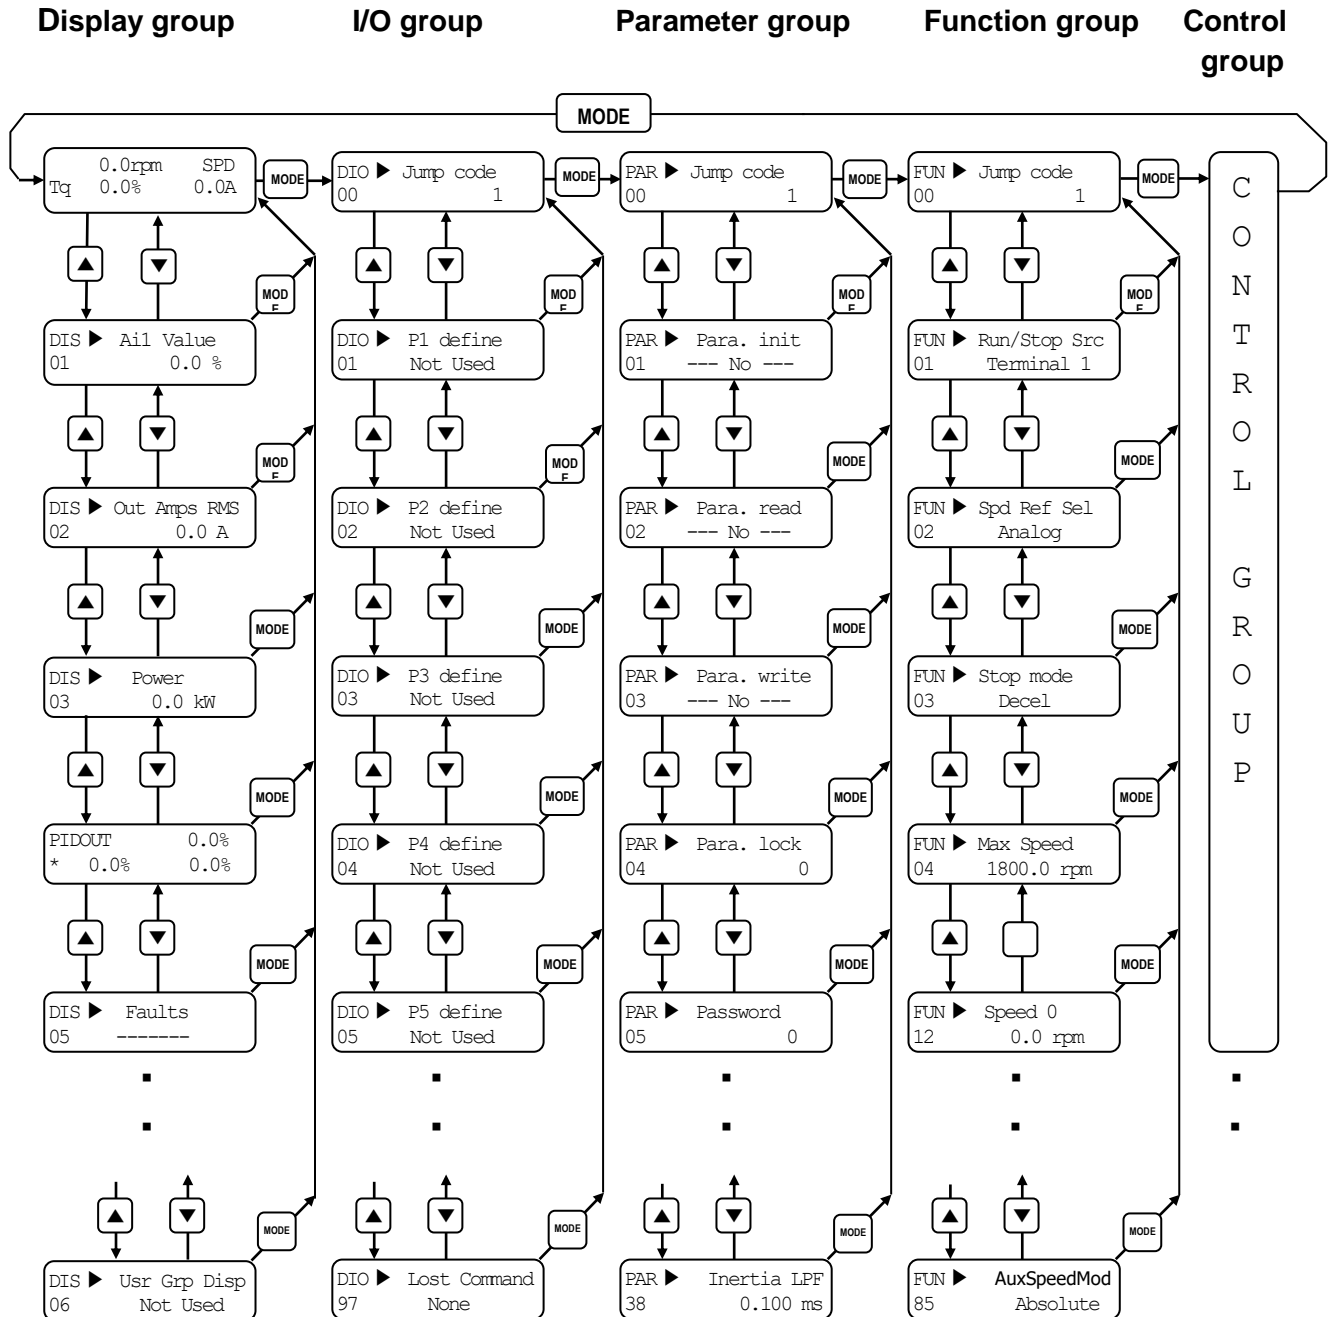 Display group I/O group Parameter group Function group Control
group
MODE
0.0rpm SPD
Tq 0.0% 0.0A
MODE
DIO ▶ Jump code
00 1
MODE
PAR ▶ Jump code
00 1
MODE
FUN ▶ Jump code
00 1
MODE
▲ ▼ ▲ ▼ ▲ ▼ ▲ ▼
MOD
E
MOD
E
MOD
E
MOD
E
DIS ▶ Ai1 Value
01 0.0 %
DIO ▶ P1 define
01 Not Used
PAR ▶ Para. init
01 --- No ---
FUN ▶ Run/Stop Src
01 Terminal 1
▲ ▼ ▲ ▼ ▲ ▼ ▲ ▼
MOD
E
MOD
E
MODE
MODE
DIS ▶ Out Amps RMS
02 0.0 A
DIO ▶ P2 define
02 Not Used
PAR ▶ Para. read
02 --- No ---
FUN ▶ Spd Ref Sel
02 Analog
▲ ▼ ▲ ▼ ▲ ▼ ▲ ▼
MODE
MODE
MODE
MODE
DIS ▶ Power
03 0.0 kW
DIO ▶ P3 define
03 Not Used
PAR ▶ Para. write
03 --- No ---
FUN ▶ Stop mode
03 Decel
▲ ▼ ▲ ▼ ▲ ▼ ▲ ▼
MODE
MODE
MODE
MODE
PIDOUT 0.0%
* 0.0% 0.0%
DIO ▶ P4 define
04 Not Used
PAR ▶ Para. lock
04 0
FUN ▶ Max Speed
04 1800.0 rpm
▲ ▼ ▲ ▼ ▲ ▼ ▲
MODE
MODE
MODE
MODE
DIS ▶ Faults
05 -------
DIO ▶ P5 define
05 Not Used
PAR ▶ Password
05 0
FUN ▶ Speed 0
12 0.0 rpm
▲ ▼ ▲ ▼ ▲ ▼ ▲ ▼
MODE
MODE
MODE
MODE
DIS ▶ Usr Grp Disp
06 Not Used
DIO ▶ Lost Command
97 None
PAR ▶ Inertia LPF
38 0.100 ms
FUN ▶ AuxSpeedMod
85 Absolute
CONTROL GROUP